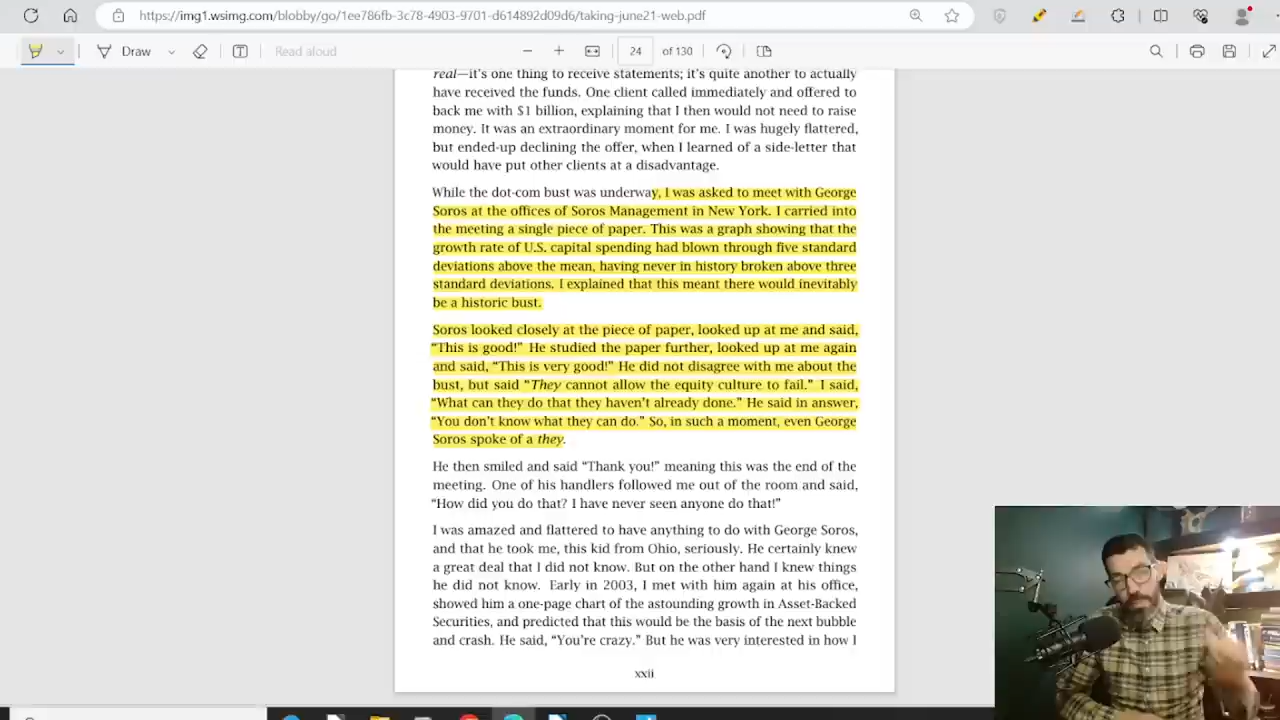 https://img1.wsimg.com/blobby/go/1ee786fb-3c78-4903-9701-d614892d09d6/taking-june21-web.pdf
Draw
Read aloud
24
of 130
real—it's one thing to receive statements; it's quite another to actually
have received the funds. One client called immediately and offered to
back me with $1 billion, explaining that I then would not need to raise
money. It was an extraordinary moment for me. I was hugely flattered,
but ended-up declining the offer, when I learned of a side-letter that
would have put other clients at a disadvantage.
While the dot-com bust was underway, I was asked to meet with George
Soros at the offices of Soros Management in New York. I carried into
the meeting a single piece of paper. This was a graph showing that the
growth rate of U.S. capital spending had blown through five standard
deviations above the mean, having never in history broken above three
standard deviations. I explained that this meant there would inevitably
be a historic bust.
Soros looked closely at the piece of paper, looked up at me and said,
“This is good!” He studied the paper further, looked up at me again
and said, “This is very good!” He did not disagree with me about the
bust, but said “They cannot allow the equity culture to fail.” I said,
“What can they do that they haven't already done.” He said in answer,
“You don't know what they can do.” So, in such a moment, even George
Soros spoke of a they.
He then smiled and said “Thank you!” meaning this was the end of the
meeting. One of his handlers followed me out of the room and said,
“How did you do that? I have never seen anyone do that!”
I was amazed and flattered to have anything to do with George Soros,
and that he took me, this kid from Ohio, seriously. He certainly knew
a great deal that I did not know. But on the other hand I knew things
he did not know. Early in 2003, I met with him again at his office,
showed him a one-page chart of the astounding growth in Asset-Backed
Securities, and predicted that this would be the basis of the next bubble
and crash. He said, “You're crazy.” But he was very interested in how I
xxii